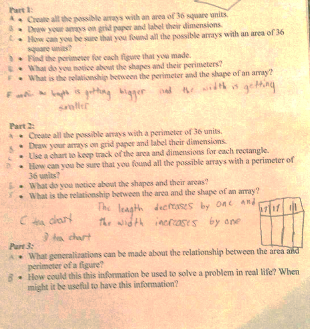 Part 1:
A • Create all the possible arrays with an area of 36 square units.
B • Draw your arrays on grid paper and label their dimensions.
C • How can you be sure that you found all the possible arrays with an area of 36
square units?
• Find the perimeter for each figure that you made.
• What do you notice about the shapes and their perimeters?
F • What is the relationship between the perimeter and the shape of an array?
F is getting bigger and the width is getting
smaller
Part 2:
A • Create all the possible arrays with a perimeter of 36 units.
B • Draw your arrays on grid paper and label their dimensions.
• Use a chart to keep track of the area and dimensions for each rectangle.
• How can you be sure that you found all the possible arrays with a perimeter of
36 units?
• What do you notice about the shapes and their areas?
F • What is the relationship between the area and the shape of an array?
The length decreases by one and
C chart The width increases by one
chart
Part 3:
A • What generalizations can be made about the relationship between the area and
perimeter of a figure?
B • How could this this information be used to solve a problem in real life? When
might it be useful to have this information?